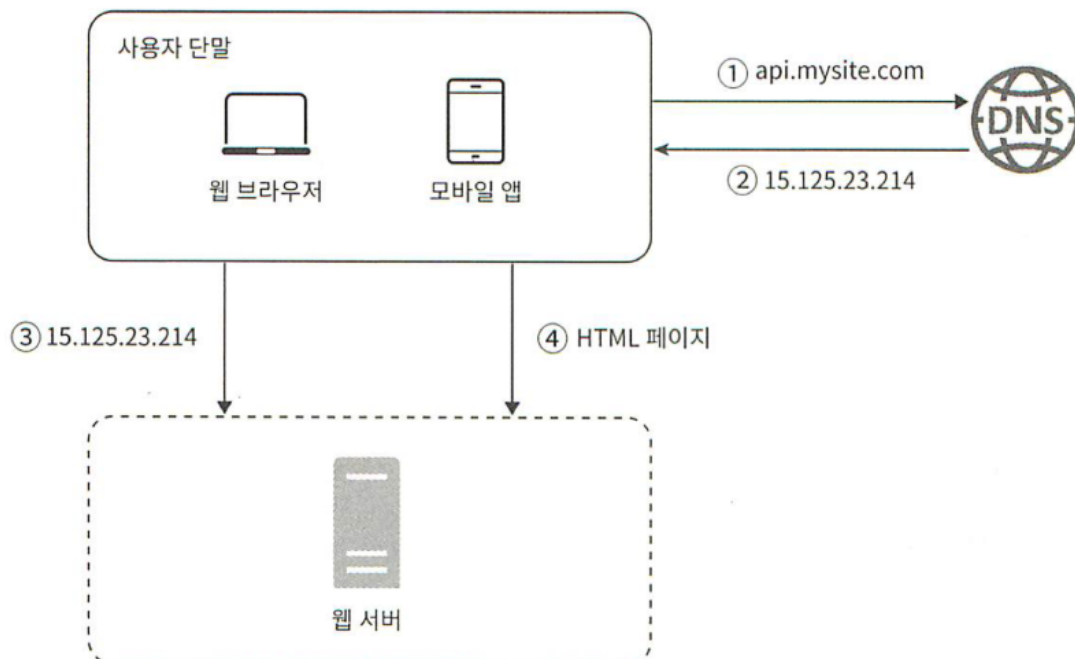 사용자 단말
① api.mysite.com
DNS
② 15.125.23.214
웹 브라우저
모바일 앱
③ 15.125.23.214
④ HTML 페이지
웹 서버